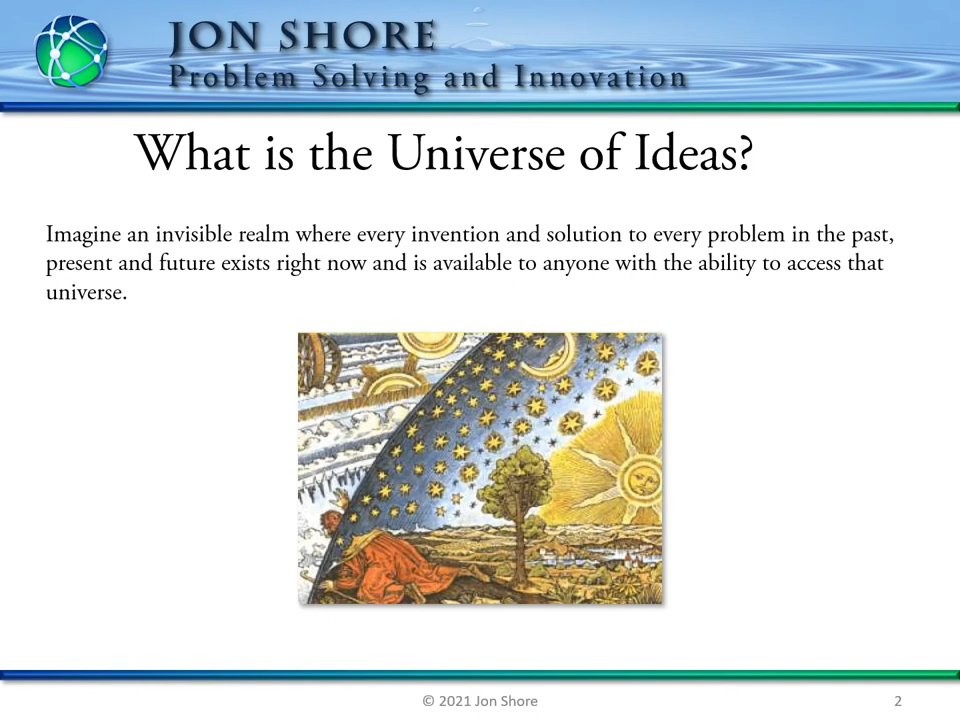 JON SHORE
Problem Solving and Innovation
What is the Universe of Ideas?
Imagine an invisible realm where every invention and solution to every problem in the past,
present and future exists right now and is available to anyone with the ability to access that
universe.
© 2021 Jon Shore
2